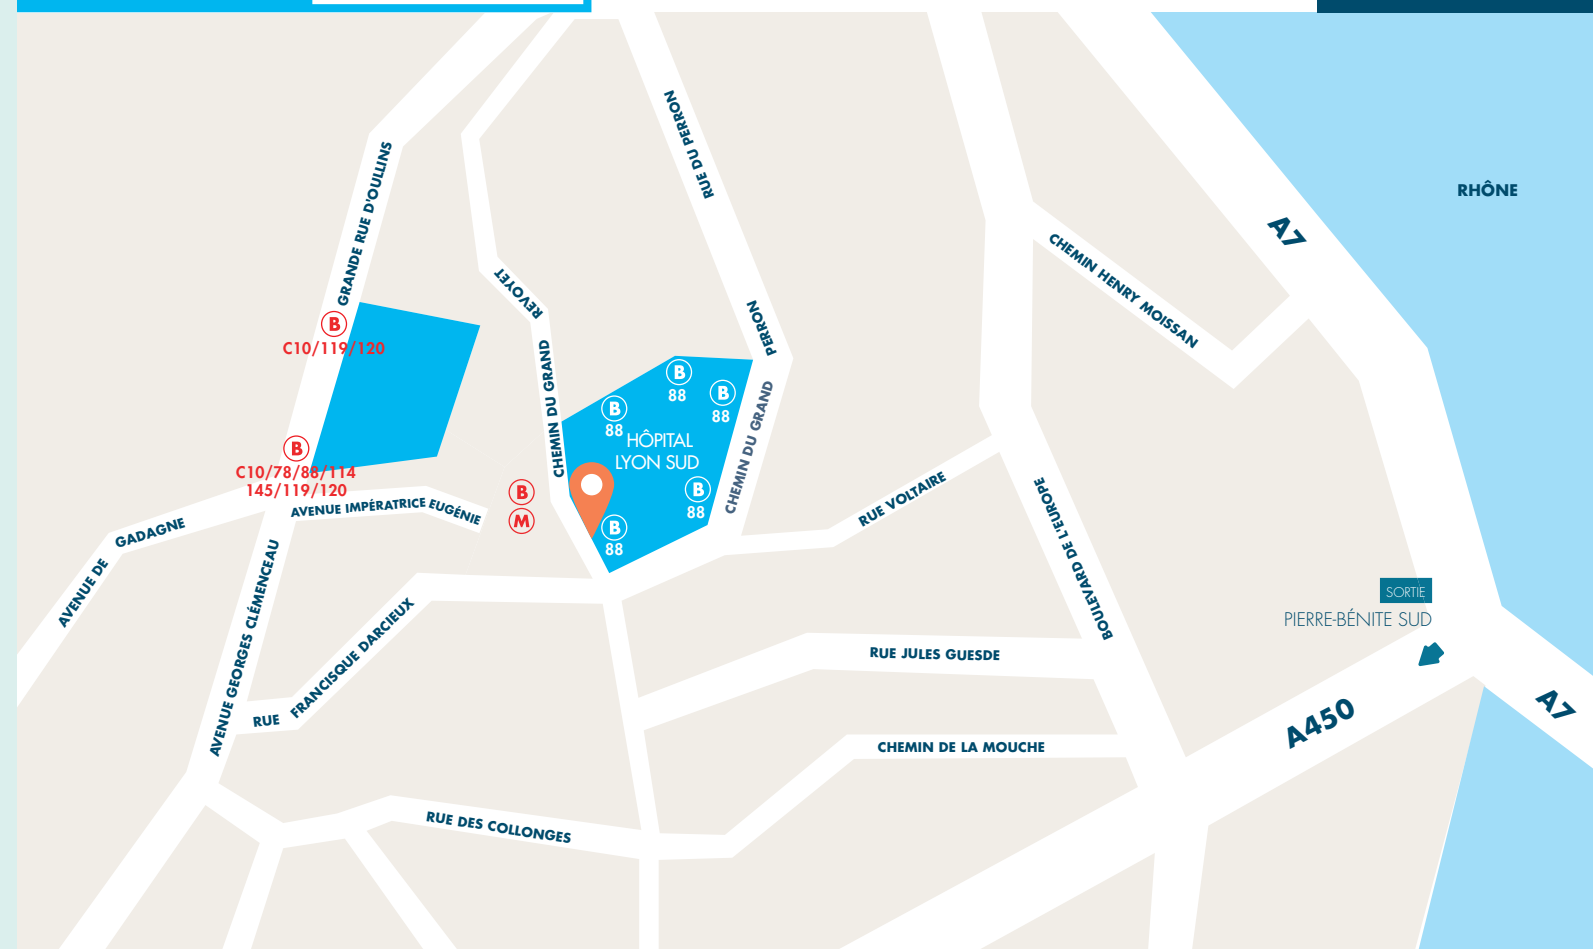 RUE DU PERRON
GRANDE RUE D'OULLINS
RHÔNE
A7
CHEMIN HENRY MOISSAN
REVOYET
CHEMIN DU GRAND
PERRON
CHEMIN DU GRAND
B
C10/119/120
B
88
B
88
B
88
HÔPITAL
LYON SUD
B
C10/78/88/114
145/119/120
B
88
B
M
B
88
AVENUE IMPÉRATRICE EUGÉNIE
RUE VOLTAIRE
BOULEVARD DE L'EUROPE
AVENUE DE GADAGNE
AVENUE GEORGES CLÉMENCEAU
RUE FRANCISQUE DARCIEUX
SORTIE
PIERRE-BÉNITE SUD
RUE JULES GUESDE
A450
A7
CHEMIN DE LA MOUCHE
RUE DES COLLONGES